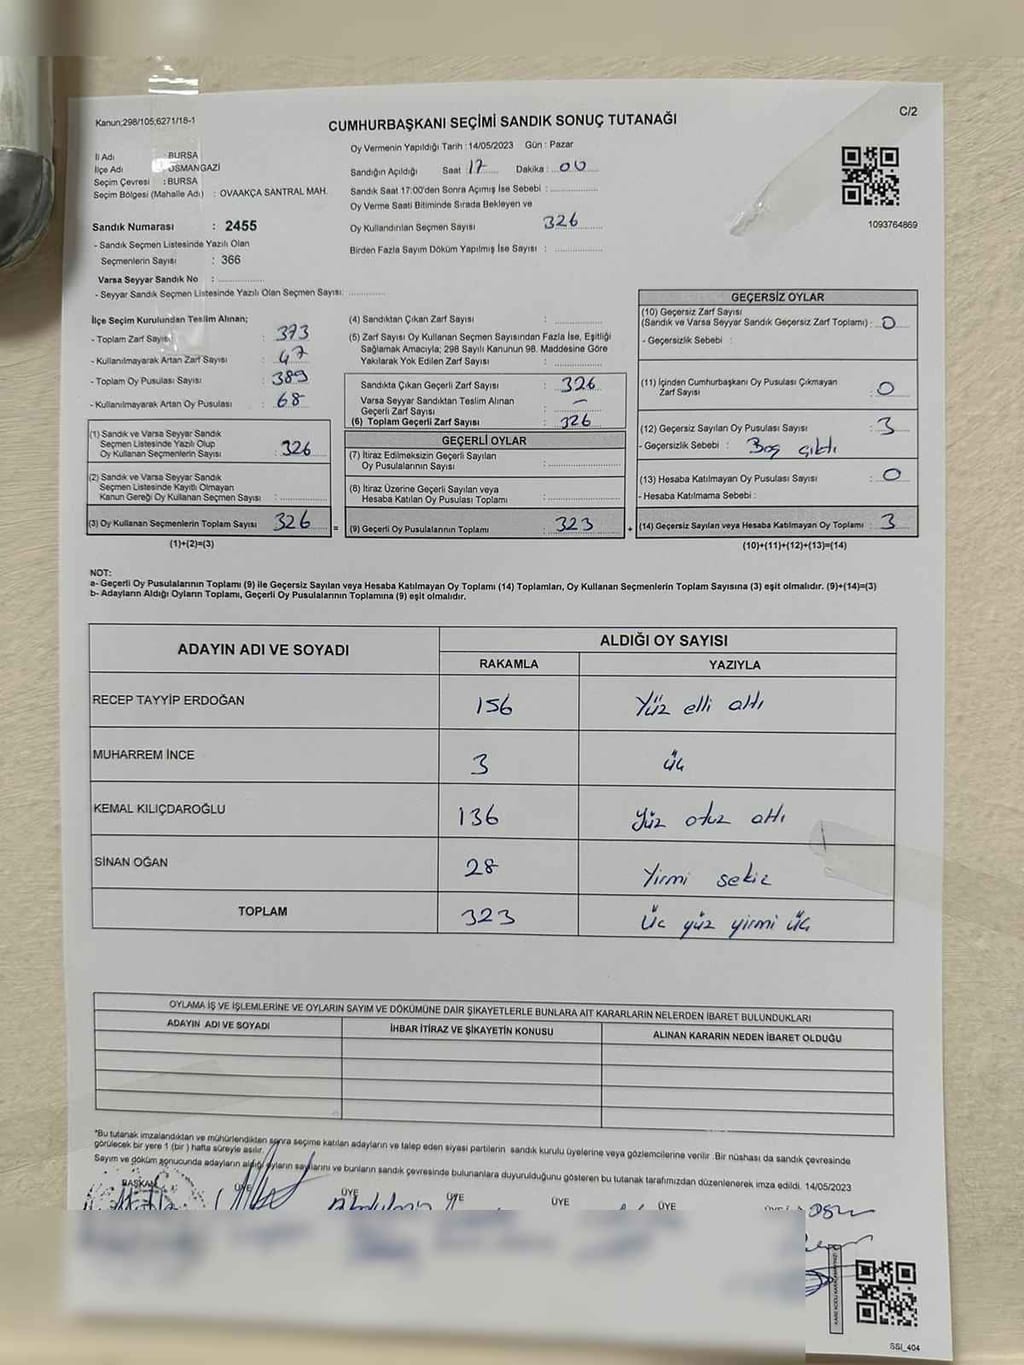 Kanun;298/105;6271/18-1
C/2
CUMHURBAŞKANI SEÇİMİ SANDIK SONUÇ TUTANAĞI
İl Adı : BURSA
İlçe Adı : OSMANGAZİ
Seçim Çevresi : BURSA
Seçim Bölgesi (Mahalle Adı) : OVAAKÇA SANTRAL MAH.
Sandık Numarası : 2455
- Sandık Seçmen Listesinde Yazılı Olan
Seçmenlerin Sayısı : 366
Varsa Seyyar Sandık No :
- Seyyar Sandık Seçmen Listesinde Yazılı Olan Seçmen Sayısı:
Oy Vermenin Yapıldığı Tarih : 14/05/2023 Gün : Pazar
Sandığın Açıldığı Saat : 17 Dakika : 00
Sandık Saat 17:00'den Sonra Açımış İse Sebebi :
Oy Verme Saati Bitiminde Sırada Bekleyen ve
Oy Kullandırılan Seçmen Sayısı 326
Birden Fazla Sayım Döküm Yapılmış İse Sayısı :
1093764869
İlçe Seçim Kurulundan Teslim Alınan;
- Toplam Zarf Sayısı : 373
- Kullanılmayarak Artan Zarf Sayısı : 47
- Toplam Oy Pusulası Sayısı : 389
- Kullanılmayarak Artan Oy Pusulası : 68
(1) Sandık ve Varsa Seyyar Sandık
Seçmen Listesinde Yazılı Olup
Oy Kullanan Seçmenlerin Sayısı : 326
(2) Sandık ve Varsa Seyyar Sandık
Seçmen Listesinde Kayıtlı Olmayan
Kanun Gereği Oy Kullanan Seçmen Sayısı :
(3) Oy Kullanan Seçmenlerin Toplam Sayısı 326
(1)+(2)=(3)
=
(4) Sandıktan Çıkan Zarf Sayısı :
(5) Zarf Sayısı Oy Kullanan Seçmen Sayısından Fazla İse, Eşitliği
Sağlamak Amacıyla; 298 Sayılı Kanunun 98. Maddesine Göre
Yakılarak Yok Edilen Zarf Sayısı :
Sandıkta Çıkan Geçerli Zarf Sayısı : 326
Varsa Seyyar Sandıktan Teslim Alınan
Geçerli Zarf Sayısı : –
(6) Toplam Geçerli Zarf Sayısı : 326
GEÇERLİ OYLAR
(7) İtiraz Edilmeksizin Geçerli Sayılan
Oy Pusulalarının Sayısı :
(8) İtiraz Üzerine Geçerli Sayılan veya
Hesaba Katılan Oy Pusulası Toplamı :
(9) Geçerli Oy Pusulalarının Toplamı : 323
+
GEÇERSİZ OYLAR
(10) Geçersiz Zarf Sayısı
(Sandık ve Varsa Seyyar Sandık Geçersiz Zarf Toplamı) : 0
- Geçersizlik Sebebi :
(11) İçinden Cumhurbaşkanı Oy Pusulası Çıkmayan
Zarf Sayısı : 0
(12) Geçersiz Sayılan Oy Pusulası Sayısı : 3
- Geçersizlik Sebebi : Boş çıktı
(13) Hesaba Katılmayan Oy Pusulası Sayısı : 0
- Hesaba Katılmama Sebebi :
(14) Geçersiz Sayılan veya Hesaba Katılmayan Oy Toplamı : 3
(10)+(11)+(12)+(13)=(14)
NOT:
a- Geçerli Oy Pusulalarının Toplamı (9) ile Geçersiz Sayılan veya Hesaba Katılmayan Oy Toplamı (14) Toplamları, Oy Kullanan Seçmenlerin Toplam Sayısına (3) eşit olmalıdır. (9)+(14)=(3)
b- Adayların Aldığı Oyların Toplamı, Geçerli Oy Pusulalarının Toplamına (9) eşit olmalıdır.
ADAYIN ADI VE SOYADI
ALDIĞI OY SAYISI
RAKAMLA YAZIYLA
RECEP TAYYİP ERDOĞAN 156 Yüz elli altı
MUHARREM İNCE 3 üç
KEMAL KILIÇDAROĞLU 136 Yüz otuz altı
SİNAN OĞAN 28 Yirmi sekiz
TOPLAM 323 Üç yüz yirmi üç
OYLAMA İŞ VE İŞLEMLERİNE VE OYLARIN SAYIM VE DÖKÜMÜNE DAİR ŞİKAYETLERLE BUNLARA AİT KARARLARIN NELERDEN İBARET BULUNDUKLARI
ADAYIN ADI VE SOYADI İHBAR İTİRAZ VE ŞİKAYETİN KONUSU ALINAN KARARIN NEDEN İBARET OLDUĞU
*Bu tutanak imzalandıktan ve mühürlendikten sonra seçime katılan adayların ve talep eden siyasi partilerin sandık kurulu üyelerine veya gözlemcilerine verilir. Bir nüshası da sandık çevresinde
görülecek bir yere 1 (bir) hafta süreyle asılır.
Sayım ve döküm sonucunda adayların aldığı oyların sayılarını ve bunların sandık çevresinde bulunanlara duyurulduğunu gösteren bu tutanak tarafımızdan düzenlenerek imza edildi. 14/05/2023
BAŞKAN ÜYE ÜYE ÜYE ÜYE ÜYE
SSI_404